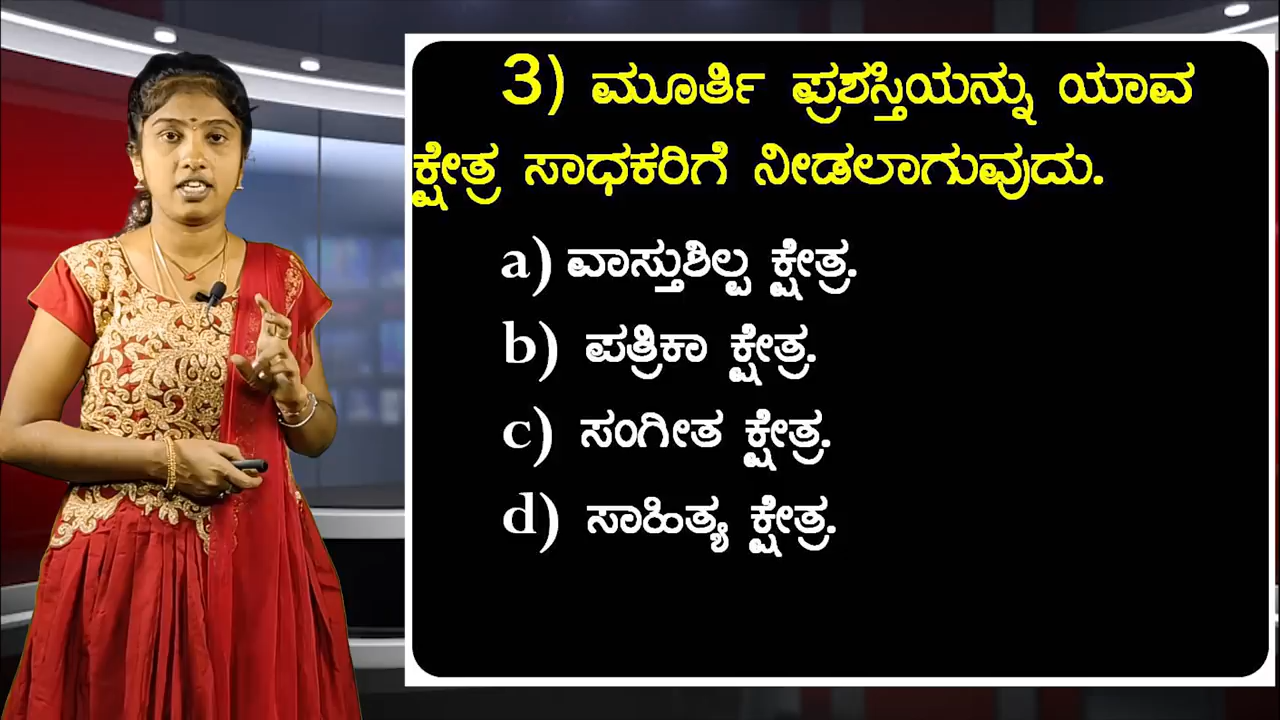 3) ಮೂರ್ತಿ ಪ್ರಶಸ್ತಿಯನ್ನು ಯಾವ
ಕ್ಷೇತ್ರ ಸಾಧಕರಿಗೆ ನೀಡಲಾಗುವುದು.
a) ವಾಸ್ತುಶಿಲ್ಪ ಕ್ಷೇತ್ರ.
b) ಪತ್ರಿಕಾ ಕ್ಷೇತ್ರ.
c) ಸಂಗೀತ ಕ್ಷೇತ್ರ.
d) ಸಾಹಿತ್ಯ ಕ್ಷೇತ್ರ.